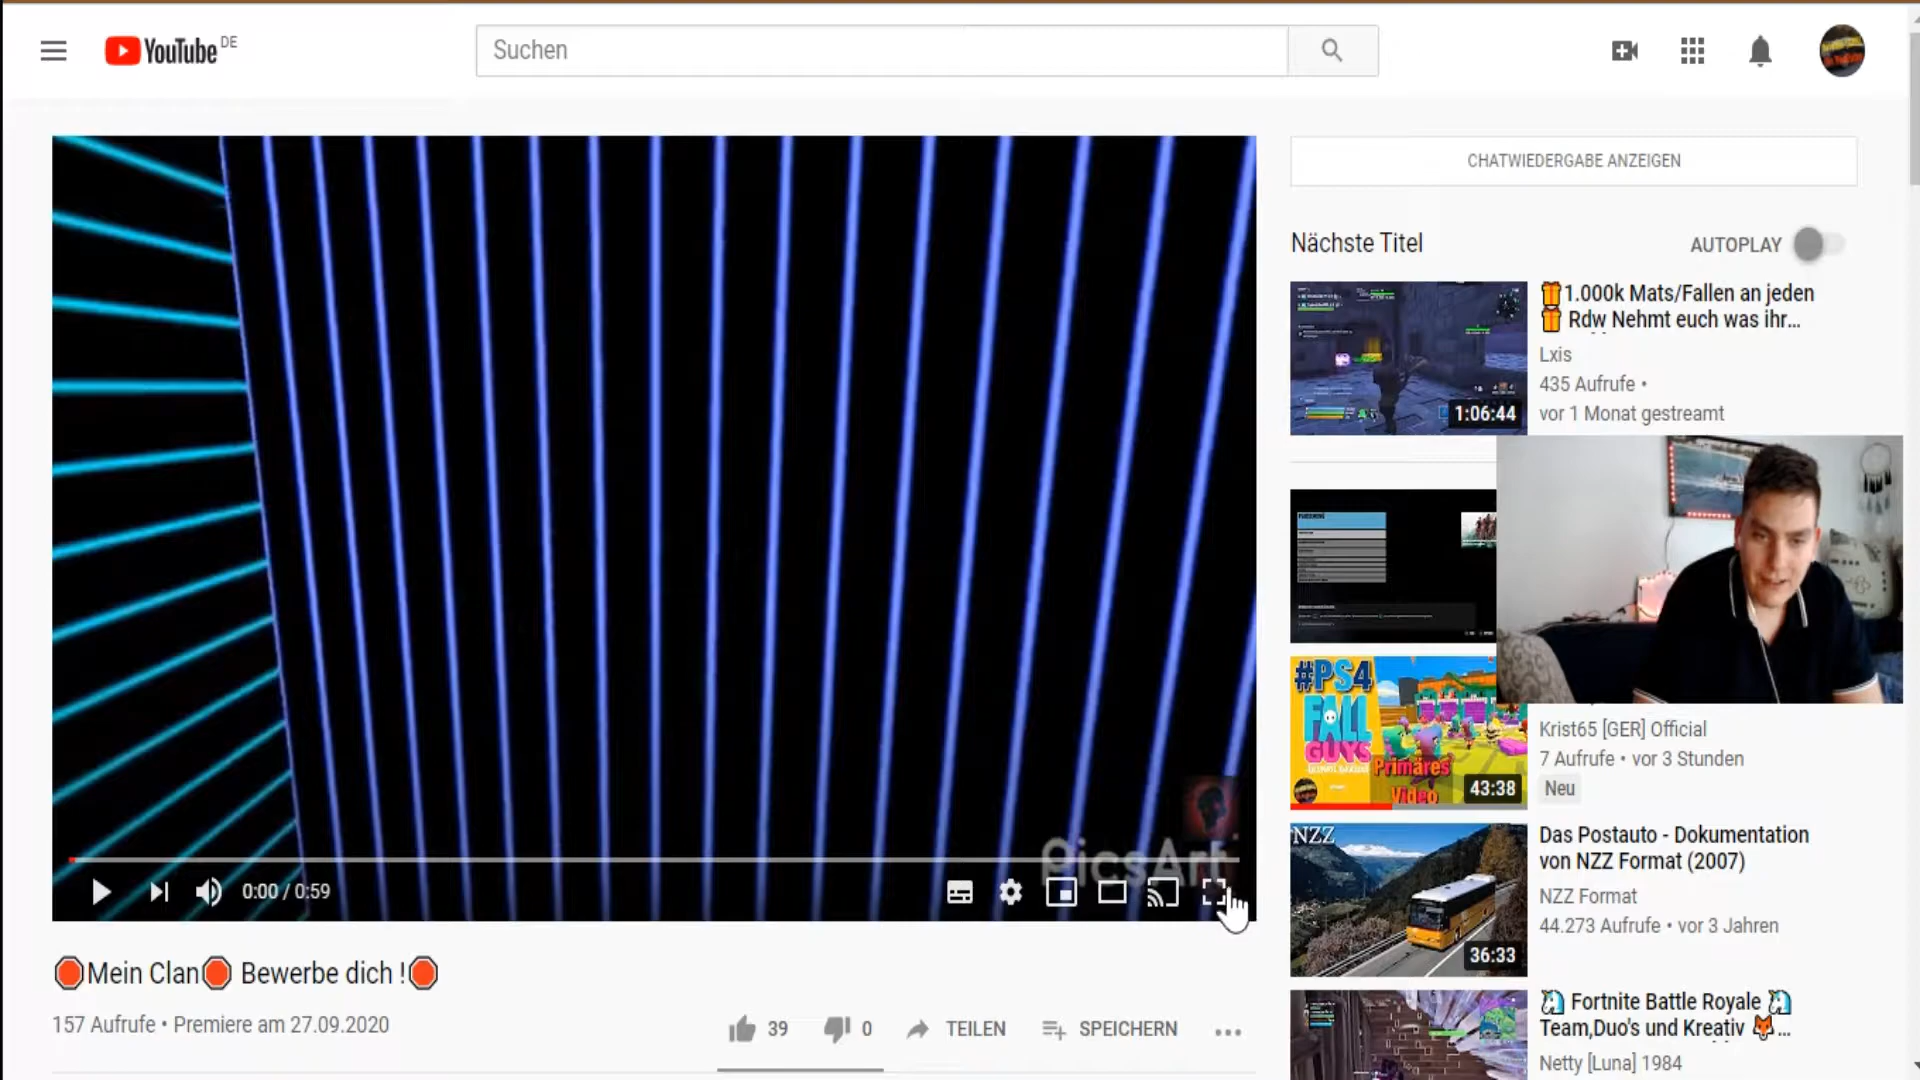 YouTube DE
Suchen
CHATWIEDERGABE ANZEIGEN
Nächste Titel
AUTOPLAY
1.000k Mats/Fallen an jeden
Rdw Nehmt euch was ihr...
Lxis
435 Aufrufe •
vor 1 Monat gestreamt
1:06:44
#PS4
FALL
GUYS
Primäres
Video
43:38
Krist65 [GER] Official
7 Aufrufe • vor 3 Stunden
Neu
NZZ
36:33
Das Postauto - Dokumentation
von NZZ Format (2007)
NZZ Format
44.273 Aufrufe • vor 3 Jahren
Fortnite Battle Royale
Team,Duo's und Kreativ ...
Netty [Luna] 1984
PicsArt
0:00 / 0:59
Mein Clan Bewerbe dich !
157 Aufrufe • Premiere am 27.09.2020
39
0
TEILEN
SPEICHERN